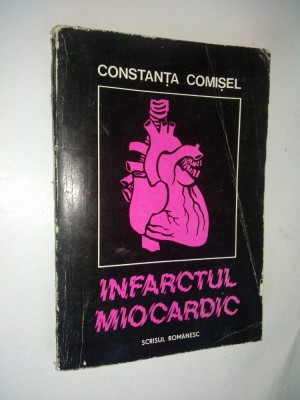 CONSTANȚA COMIȘEL
INFARCTUL
MIOCARDIC
SCRISUL ROMÂNESC